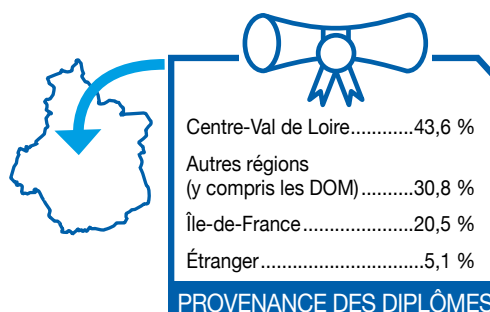 Centre-Val de Loire............43,6 %
Autres régions
(y compris les DOM)..........30,8 %
Île-de-France........................20,5 %
Étranger..................................5,1 %
PROVENANCE DES DIPLÔMES